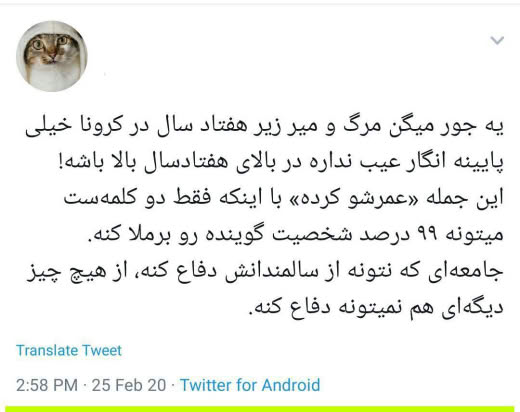 یه جور میگن مرگ و میر زیر هفتاد سال در کرونا خیلی
پایینه انگار عیب نداره در بالای هفتادسال بالا باشه!
این جمله «عمرشو کرده» با اینکه فقط دو کلمه‌ست
میتونه ۹۹ درصد شخصیت گوینده رو برملا کنه.
جامعه‌ای که نتونه از سالمندانش دفاع کنه، از هیچ چیز
دیگه‌ای هم نمیتونه دفاع کنه.
Translate Tweet
2:58 PM · 25 Feb 20 · Twitter for Android